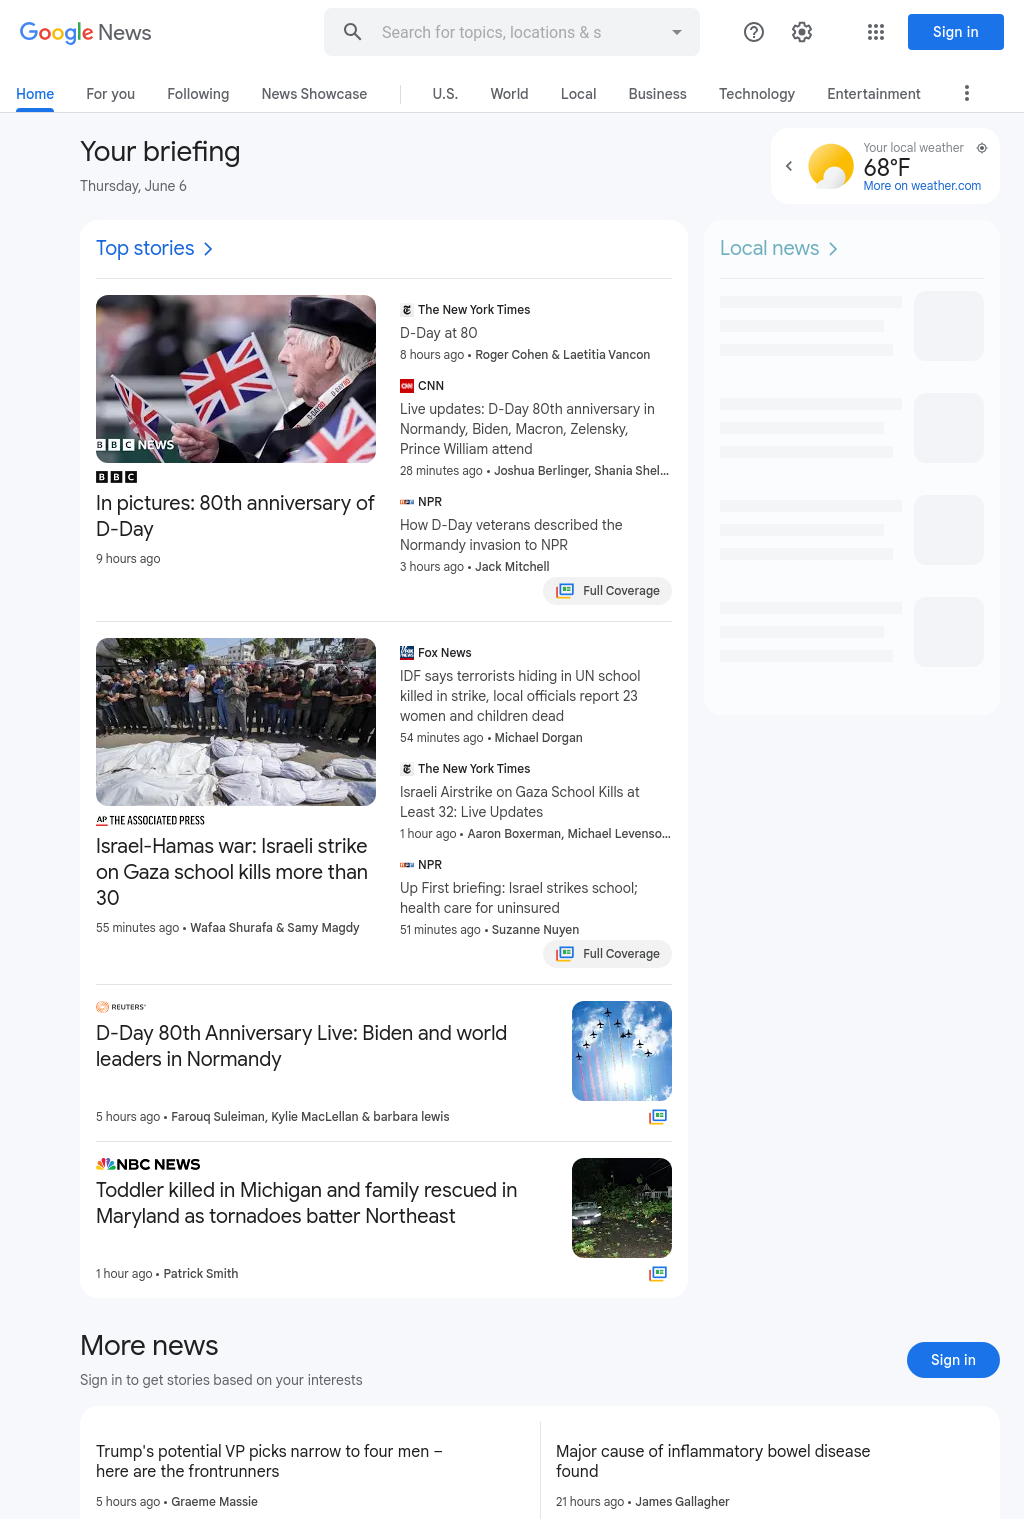 Google News
Search for topics, locations & s
Sign in
Home
For you
Following
News Showcase
U.S.
World
Local
Business
Technology
Entertainment
Your briefing
Thursday, June 6
Your local weather
68°F
More on weather.com
Top stories
BBC NEWS
BBC
In pictures: 80th anniversary of
D-Day
9 hours ago
The New York Times
D-Day at 80
8 hours ago • Roger Cohen & Laetitia Vancon
CNN
Live updates: D-Day 80th anniversary in
Normandy, Biden, Macron, Zelensky,
Prince William attend
28 minutes ago • Joshua Berlinger, Shania Shel...
NPR
How D-Day veterans described the
Normandy invasion to NPR
3 hours ago • Jack Mitchell
Full Coverage
AP THE ASSOCIATED PRESS
Israel-Hamas war: Israeli strike
on Gaza school kills more than
30
55 minutes ago • Wafaa Shurafa & Samy Magdy
Fox News
IDF says terrorists hiding in UN school
killed in strike, local officials report 23
women and children dead
54 minutes ago • Michael Dorgan
The New York Times
Israeli Airstrike on Gaza School Kills at
Least 32: Live Updates
1 hour ago • Aaron Boxerman, Michael Levenso...
NPR
Up First briefing: Israel strikes school;
health care for uninsured
51 minutes ago • Suzanne Nuyen
Full Coverage
REUTERS
D-Day 80th Anniversary Live: Biden and world
leaders in Normandy
5 hours ago • Farouq Suleiman, Kylie MacLellan & barbara lewis
NBC NEWS
Toddler killed in Michigan and family rescued in
Maryland as tornadoes batter Northeast
1 hour ago • Patrick Smith
Local news
More news
Sign in to get stories based on your interests
Sign in
Trump's potential VP picks narrow to four men –
here are the frontrunners
5 hours ago • Graeme Massie
Major cause of inflammatory bowel disease
found
21 hours ago • James Gallagher